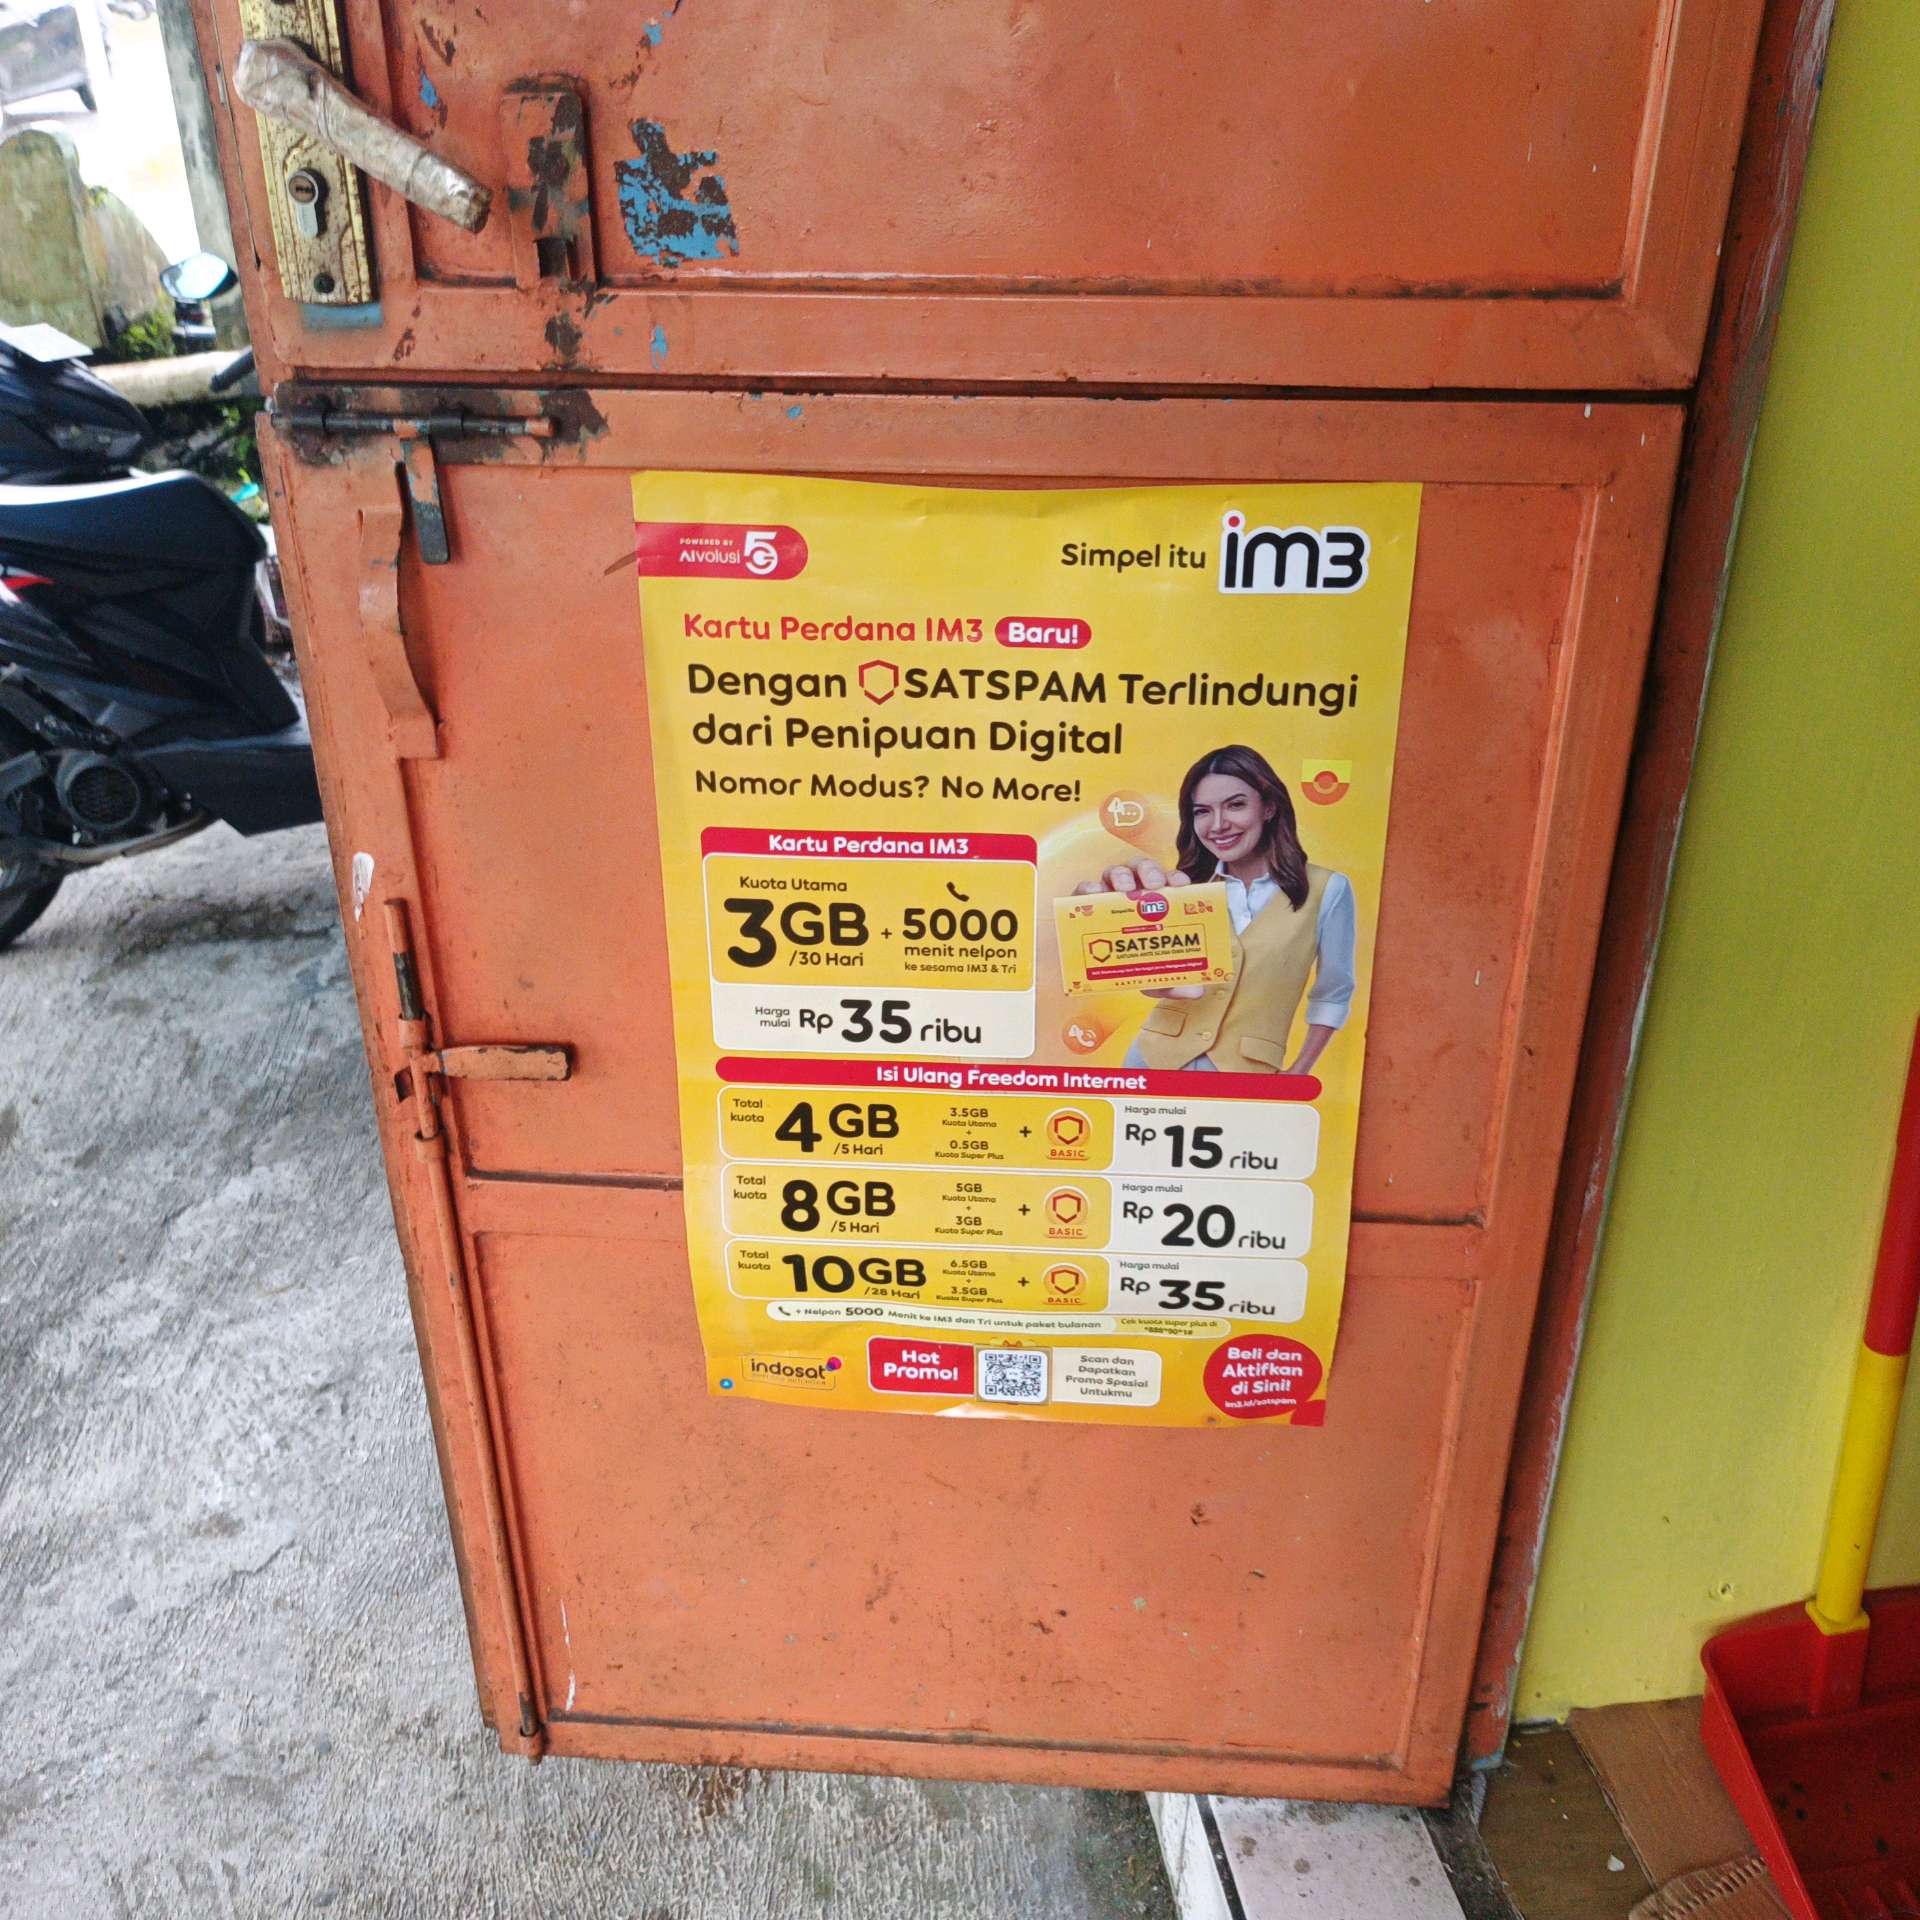 POWERED BY
AIvolusi 5G
Simpel itu im3
Kartu Perdana IM3 Baru!
Dengan SATSPAM Terlindungi
dari Penipuan Digital
Nomor Modus? No More!
Kartu Perdana IM3
Kuota Utama
3GB
/30 Hari
+
5000
menit nelpon
ke sesama IM3 & Tri
Harga
mulai
Rp 35 ribu
Simpel itu im3
SATSPAM
KARTU PERDANA
Isi Ulang Freedom Internet
Total
kuota
4GB
/5 Hari
3.5GB
Kuota Utama
+
0.5GB
Kuota Super Plus
+
BASIC
Harga mulai
Rp 15 ribu
Total
kuota
8GB
/5 Hari
5GB
Kuota Utama
+
3GB
Kuota Super Plus
+
BASIC
Harga mulai
Rp 20 ribu
Total
kuota
10GB
/28 Hari
6.5GB
Kuota Utama
+
3.5GB
Kuota Super Plus
+
BASIC
Harga mulai
Rp 35 ribu
+ Nelpon 5000 Menit ke IM3 dan Tri untuk paket bulanan
Cek kuota super plus di
indosat
Hot
Promo!
Scan dan
Dapatkan
Promo Spesial
Untukmu
Beli dan
Aktifkan
di Sini!
im3.id/satspam